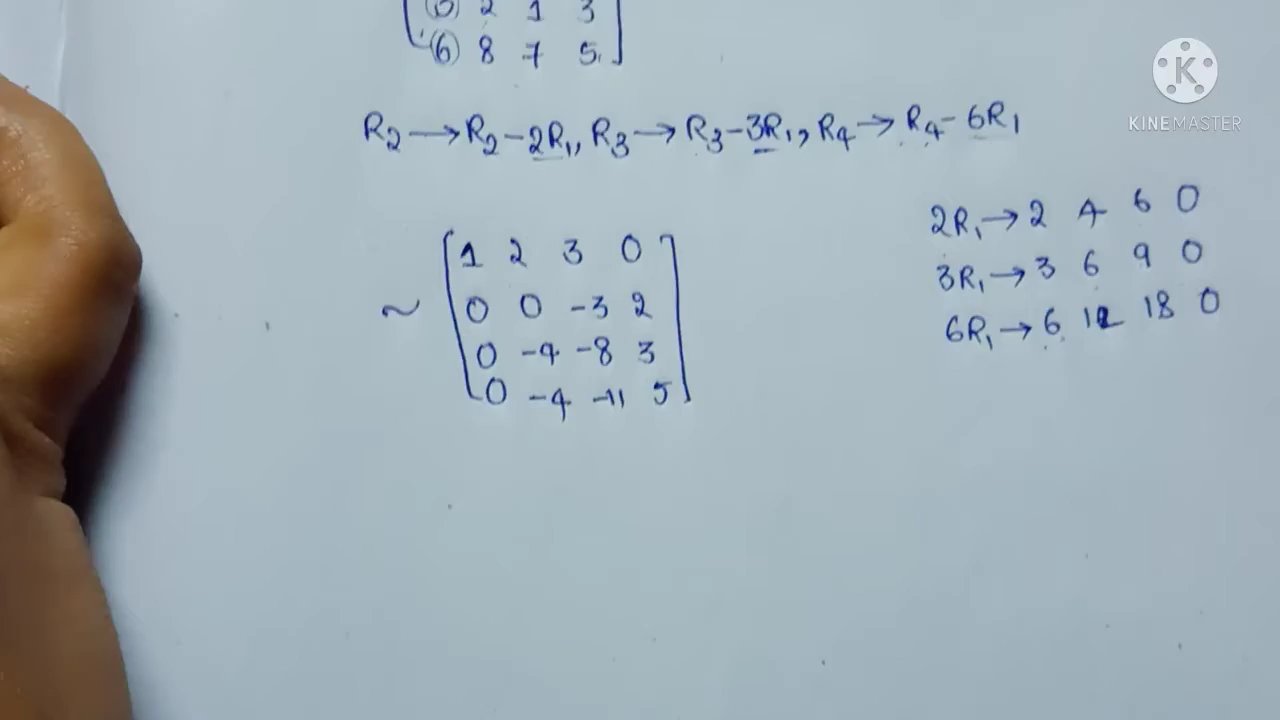 (3) 2 1 3
(6) 8 7 5
KINEMASTER
R2 → R2 - 2R1, R3 → R3 - 3R1, R4 → R4 - 6R1
2R1 → 2 4 6 0
3R1 → 3 6 9 0
6R1 → 6 12 18 0
1 2 3 0
~ 0 0 -3 2
0 -4 -8 3
0 -4 -11 5